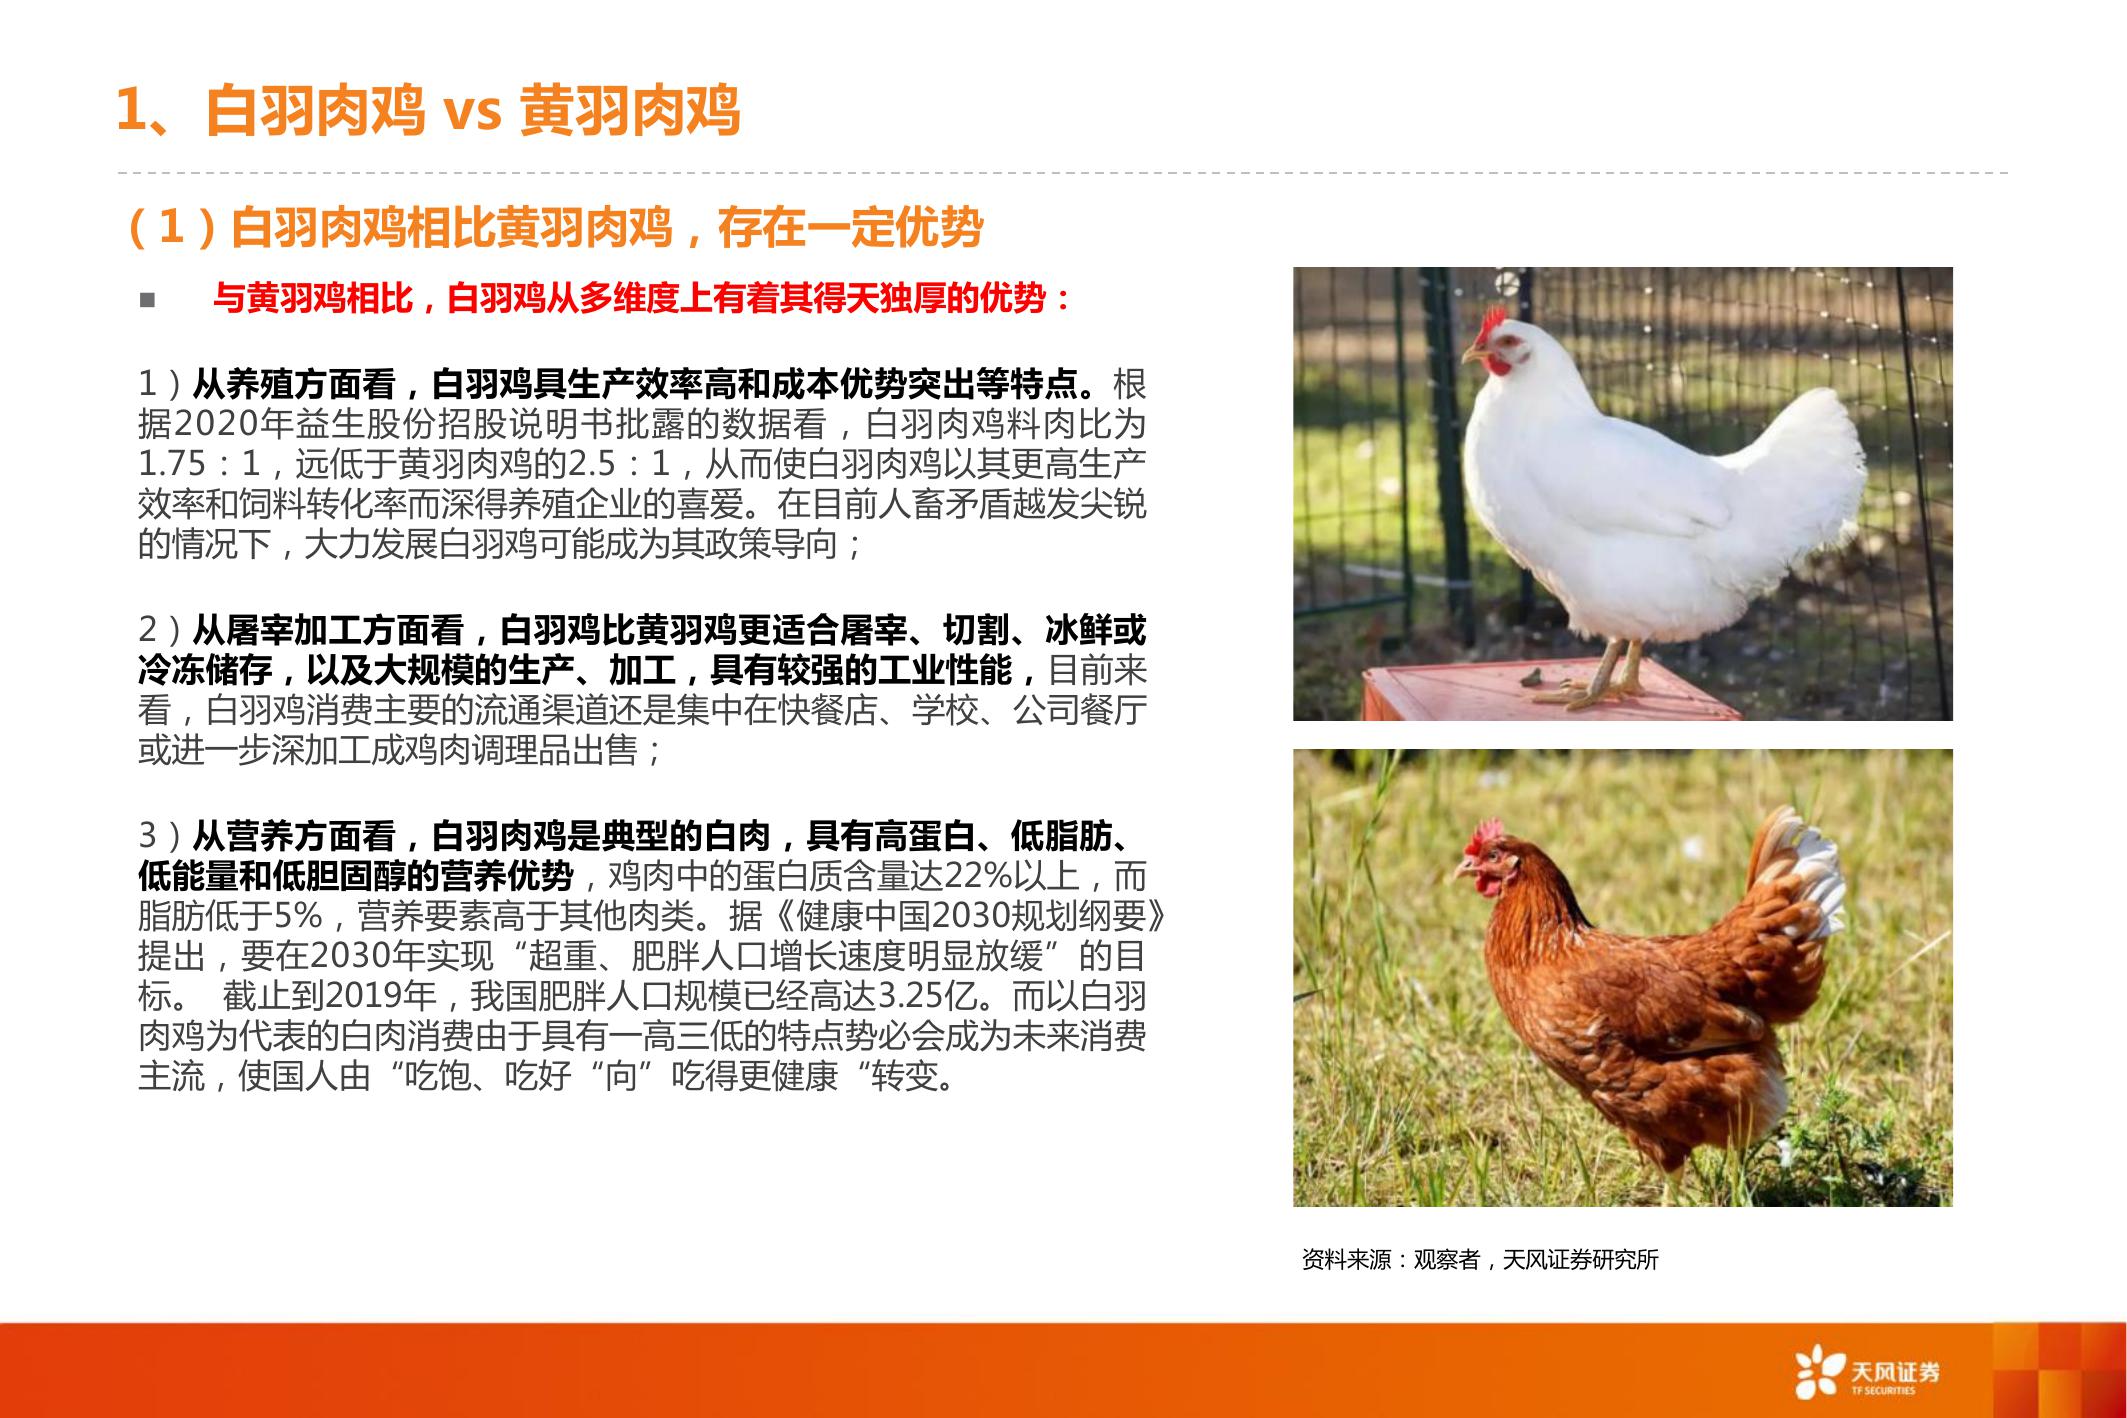 1、白羽肉鸡 vs 黄羽肉鸡
（1）白羽肉鸡相比黄羽肉鸡，存在一定优势
■ 与黄羽鸡相比，白羽鸡从多维度上有着其得天独厚的优势：
1）从养殖方面看，白羽鸡具生产效率高和成本优势突出等特点。根
据2020年益生股份招股说明书批露的数据看，白羽肉鸡料肉比为
1.75：1，远低于黄羽肉鸡的2.5：1，从而使白羽肉鸡以其更高生产
效率和饲料转化率而深得养殖企业的喜爱。在目前人畜矛盾越发尖锐
的情况下，大力发展白羽鸡可能成为其政策导向；
2）从屠宰加工方面看，白羽鸡比黄羽鸡更适合屠宰、切割、冰鲜或
冷冻储存，以及大规模的生产、加工，具有较强的工业性能，目前来
看，白羽鸡消费主要的流通渠道还是集中在快餐店、学校、公司餐厅
或进一步深加工成鸡肉调理品出售；
3）从营养方面看，白羽肉鸡是典型的白肉，具有高蛋白、低脂肪、
低能量和低胆固醇的营养优势，鸡肉中的蛋白质含量达22%以上，而
脂肪低于5%，营养要素高于其他肉类。据《健康中国2030规划纲要》
提出，要在2030年实现“超重、肥胖人口增长速度明显放缓”的目
标。 截止到2019年，我国肥胖人口规模已经高达3.25亿。而以白羽
肉鸡为代表的白肉消费由于具有一高三低的特点势必会成为未来消费
主流，使国人由“吃饱、吃好“向”吃得更健康“转变。
资料来源：观察者，天风证券研究所
天风证券
TF SECURITIES